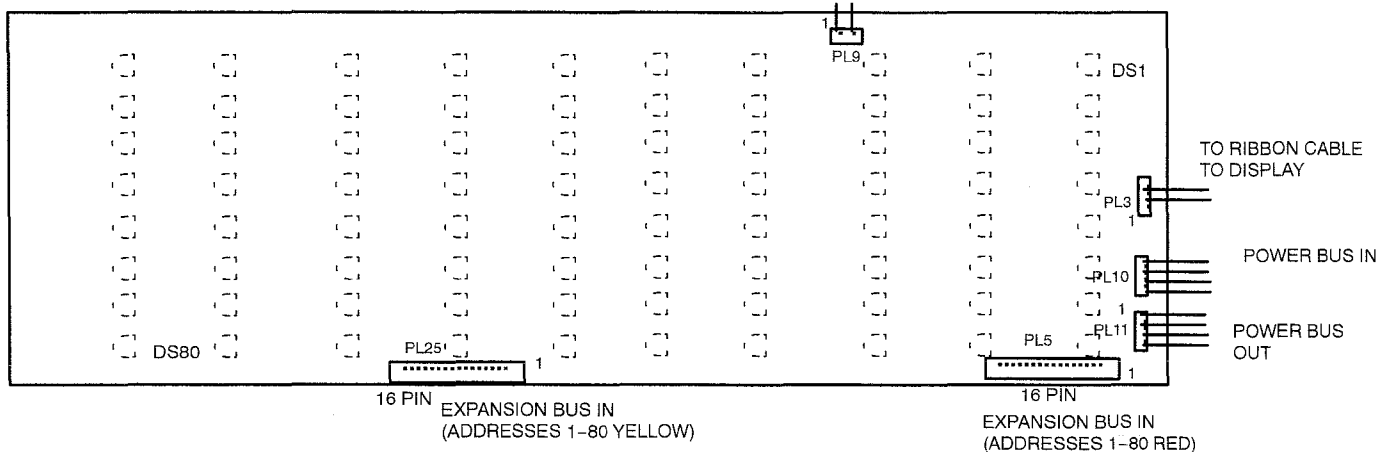 1
PL9
DS1
TO RIBBON CABLE
TO DISPLAY
PL3
1
POWER BUS IN
PL10
1
PL11
POWER BUS
OUT
DS80
PL25
1
PL5
1
16 PIN
EXPANSION BUS IN
(ADDRESSES 1–80 YELLOW)
16 PIN
EXPANSION BUS IN
(ADDRESSES 1–80 RED)